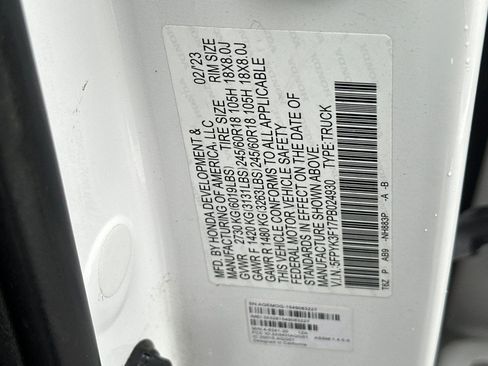 MFD. BY HONDA DEVELOPMENT & 02/23
MANUFACTURING OF AMERICA, LLC
TIRE SIZE RIM SIZE
GVWR 2730 KG(6019LBS)
GAWR F 1420 KG(3131LBS) 245/60R18 105H 18X8.0J
GAWR R 1480 KG(3263LBS) 245/60R18 105H 18X8.0J
THIS VEHICLE CONFORMS TO ALL APPLICABLE
FEDERAL MOTOR VEHICLE SAFETY
STANDARDS IN EFFECT ON THE DATE OF
MANUFACTURE SHOWN ABOVE.
V.I.N.:5FPYK3F17PB024930 TYPE:TRUCK
T6Z P AB9 -NH883P -A -B